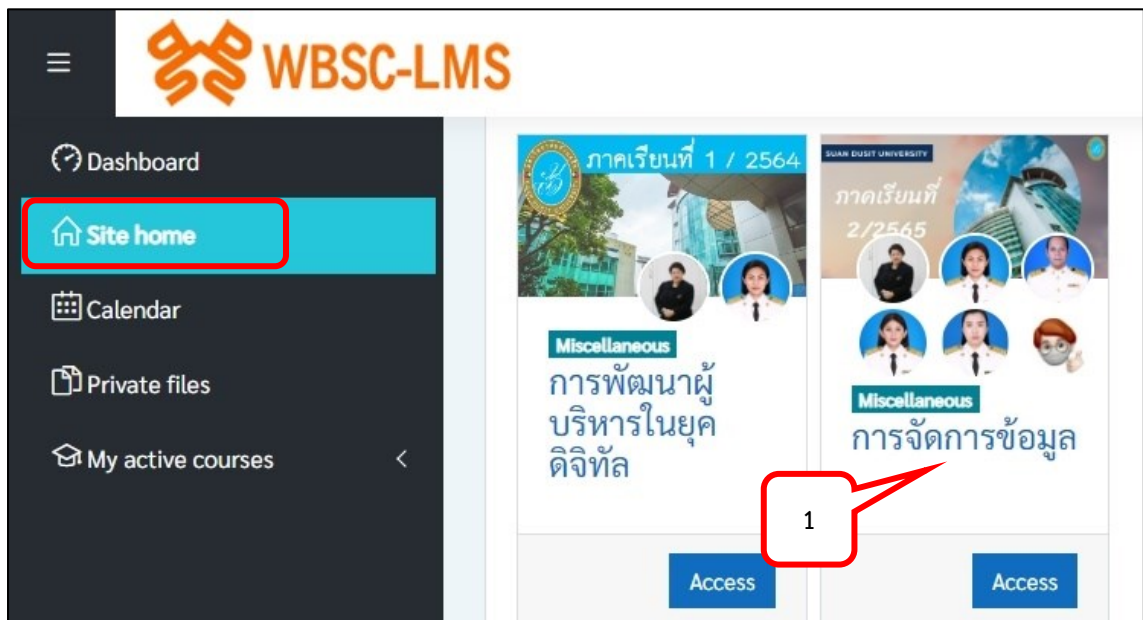 WBSC-LMS
Dashboard
Site home
Calendar
Private files
My active courses
ภาคเรียนที่ 1 / 2564
Miscellaneous
การพัฒนาผู้
บริหารในยุค
ดิจิทัล
Access
SUAN DUSIT UNIVERSITY
ภาคเรียนที่
2/2565
Miscellaneous
การจัดการข้อมูล
1
Access